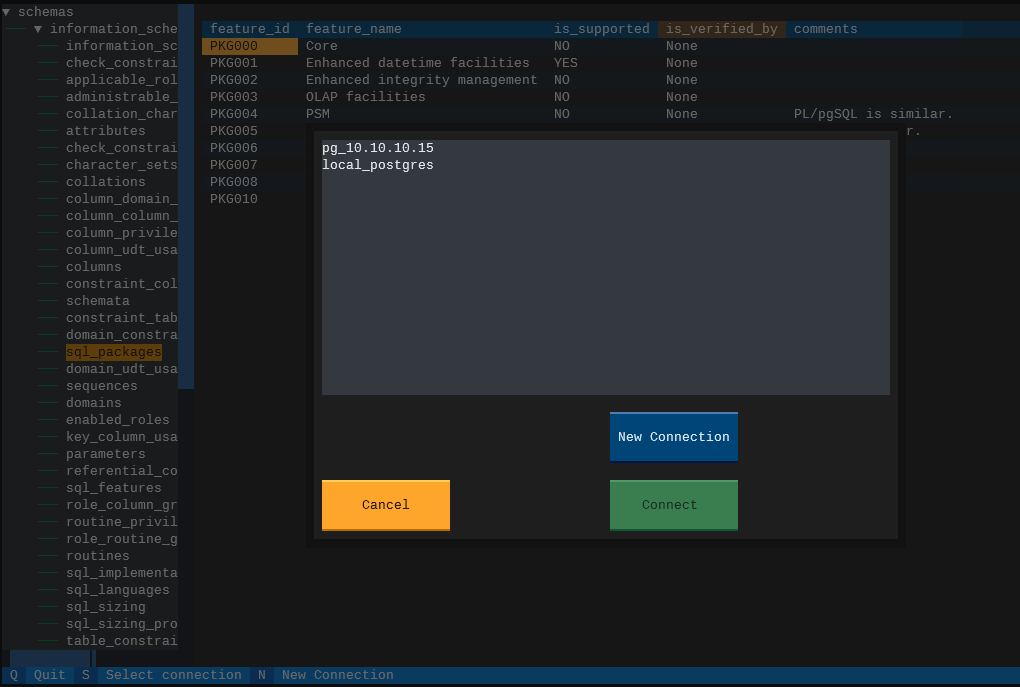 ▼ schemas
▼ information_sche
information_sc
check_constrai
applicable_rol
administrable_
collation_char
attributes
check_constrai
character_sets
collations
column_domain_
column_column_
column_privile
column_udt_usa
columns
constraint_col
schemata
constraint_tab
domain_constra
sql_packages
domain_udt_usa
sequences
domains
enabled_roles
key_column_usa
parameters
referential_co
sql_features
role_column_gr
routine_privil
role_routine_g
routines
sql_implementa
sql_languages
sql_sizing
sql_sizing_pro
table_constrai
feature_id feature_name is_supported is_verified_by comments
PKG000 Core NO None
PKG001 Enhanced datetime facilities YES None
PKG002 Enhanced integrity management NO None
PKG003 OLAP facilities NO None
PKG004 PSM NO None PL/pgSQL is similar.
PKG005 r.
PKG006
PKG007
PKG008
PKG010
pg_10.10.10.15
local_postgres
New Connection
Cancel Connect
Q Quit S Select connection N New Connection